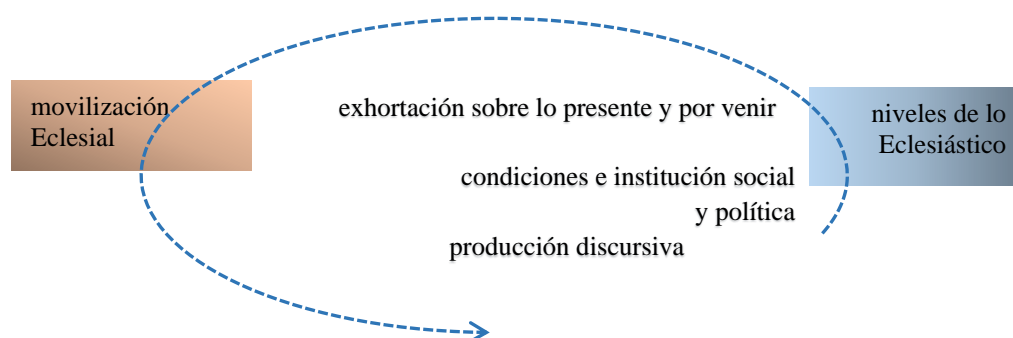 movilización
Eclesial
exhortación sobre lo presente y por venir
condiciones e institución social
y política
producción discursiva
niveles de lo
Eclesiástico